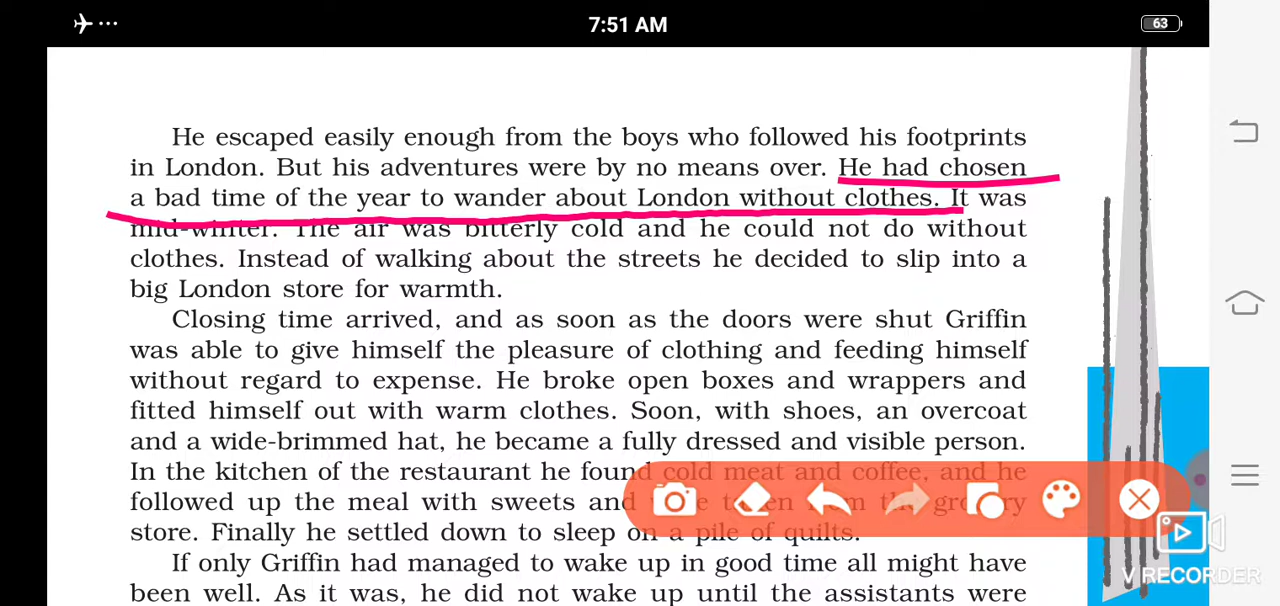 7:51 AM
63
He escaped easily enough from the boys who followed his footprints
in London. But his adventures were by no means over. He had chosen
a bad time of the year to wander about London without clothes. It was
mid-winter. The air was bitterly cold and he could not do without
clothes. Instead of walking about the streets he decided to slip into a
big London store for warmth.
Closing time arrived, and as soon as the doors were shut Griffin
was able to give himself the pleasure of clothing and feeding himself
without regard to expense. He broke open boxes and wrappers and
fitted himself out with warm clothes. Soon, with shoes, an overcoat
and a wide-brimmed hat, he became a fully dressed and visible person.
In the kitchen of the restaurant he found cold meat and coffee, and he
followed up the meal with sweets and from the grocery
store. Finally he settled down to sleep on a pile of quilts.
If only Griffin had managed to wake up in good time all might have
been well. As it was, he did not wake up until the assistants were
V RECORDER